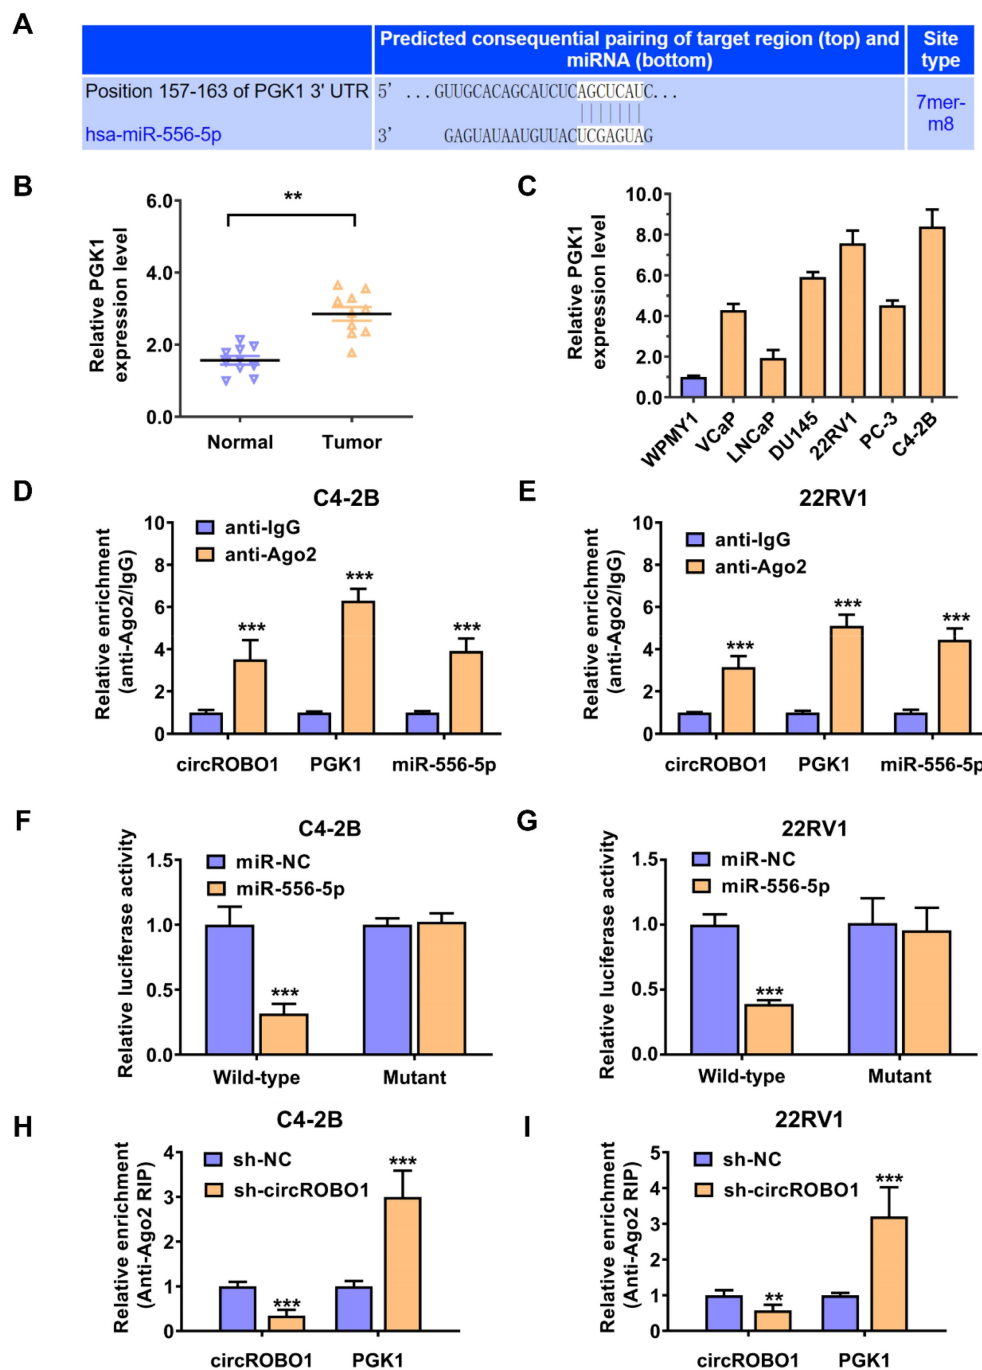 A
Predicted consequential pairing of target region (top) and miRNA (bottom)
Site type
Position 157-163 of PGK1 3' UTR
5' ...GUUGCACAGCAUCUCAGCUCAUC...
hsa-miR-556-5p
3' GAGUAUAAUGUUACUCGAGUAG
7mer-m8
B
Relative PGK1 expression level
6.0
4.0
2.0
0.0
**
Normal
Tumor
C
Relative PGK1 expression level
10.0
8.0
6.0
4.0
2.0
0.0
WPMY1
VCaP
LNCaP
DU145
22RV1
PC-3
C4-2B
D
C4-2B
Relative enrichment (anti-Ago2/IgG)
10
8
6
4
2
0
anti-IgG
anti-Ago2
***
***
***
circROBO1
PGK1
miR-556-5p
E
22RV1
Relative enrichment (anti-Ago2/IgG)
10
8
6
4
2
0
anti-IgG
anti-Ago2
***
***
***
circROBO1
PGK1
miR-556-5p
F
C4-2B
Relative luciferase activity
1.5
1.0
0.5
0.0
miR-NC
miR-556-5p
***
Wild-type
Mutant
G
22RV1
Relative luciferase activity
1.5
1.0
0.5
0.0
miR-NC
miR-556-5p
***
Wild-type
Mutant
H
C4-2B
Relative enrichment (Anti-Ago2 RIP)
4
3
2
1
0
sh-NC
sh-circROBO1
***
***
circROBO1
PGK1
I
22RV1
Relative enrichment (Anti-Ago2 RIP)
5
4
3
2
1
0
sh-NC
sh-circROBO1
**
***
circROBO1
PGK1